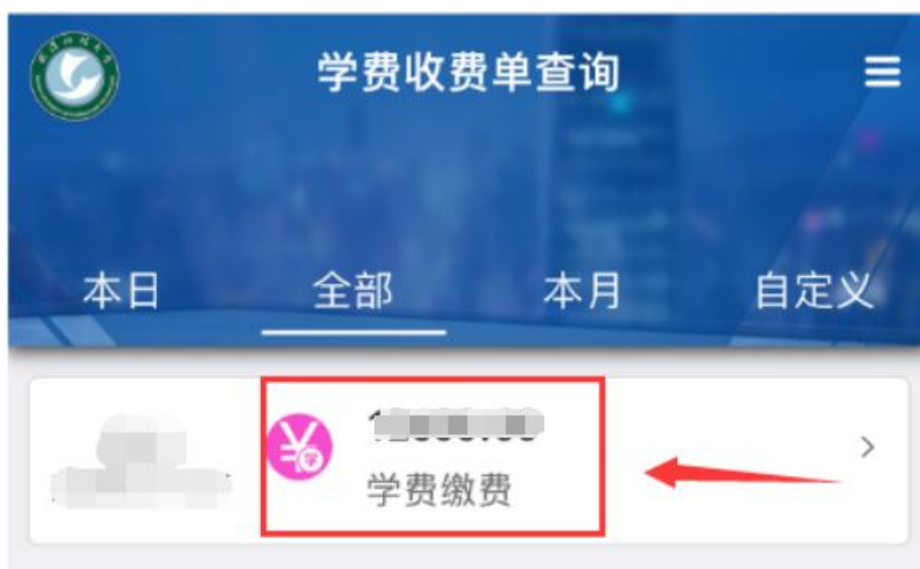 学费收费单查询
本日 全部 本月 自定义
学费缴费